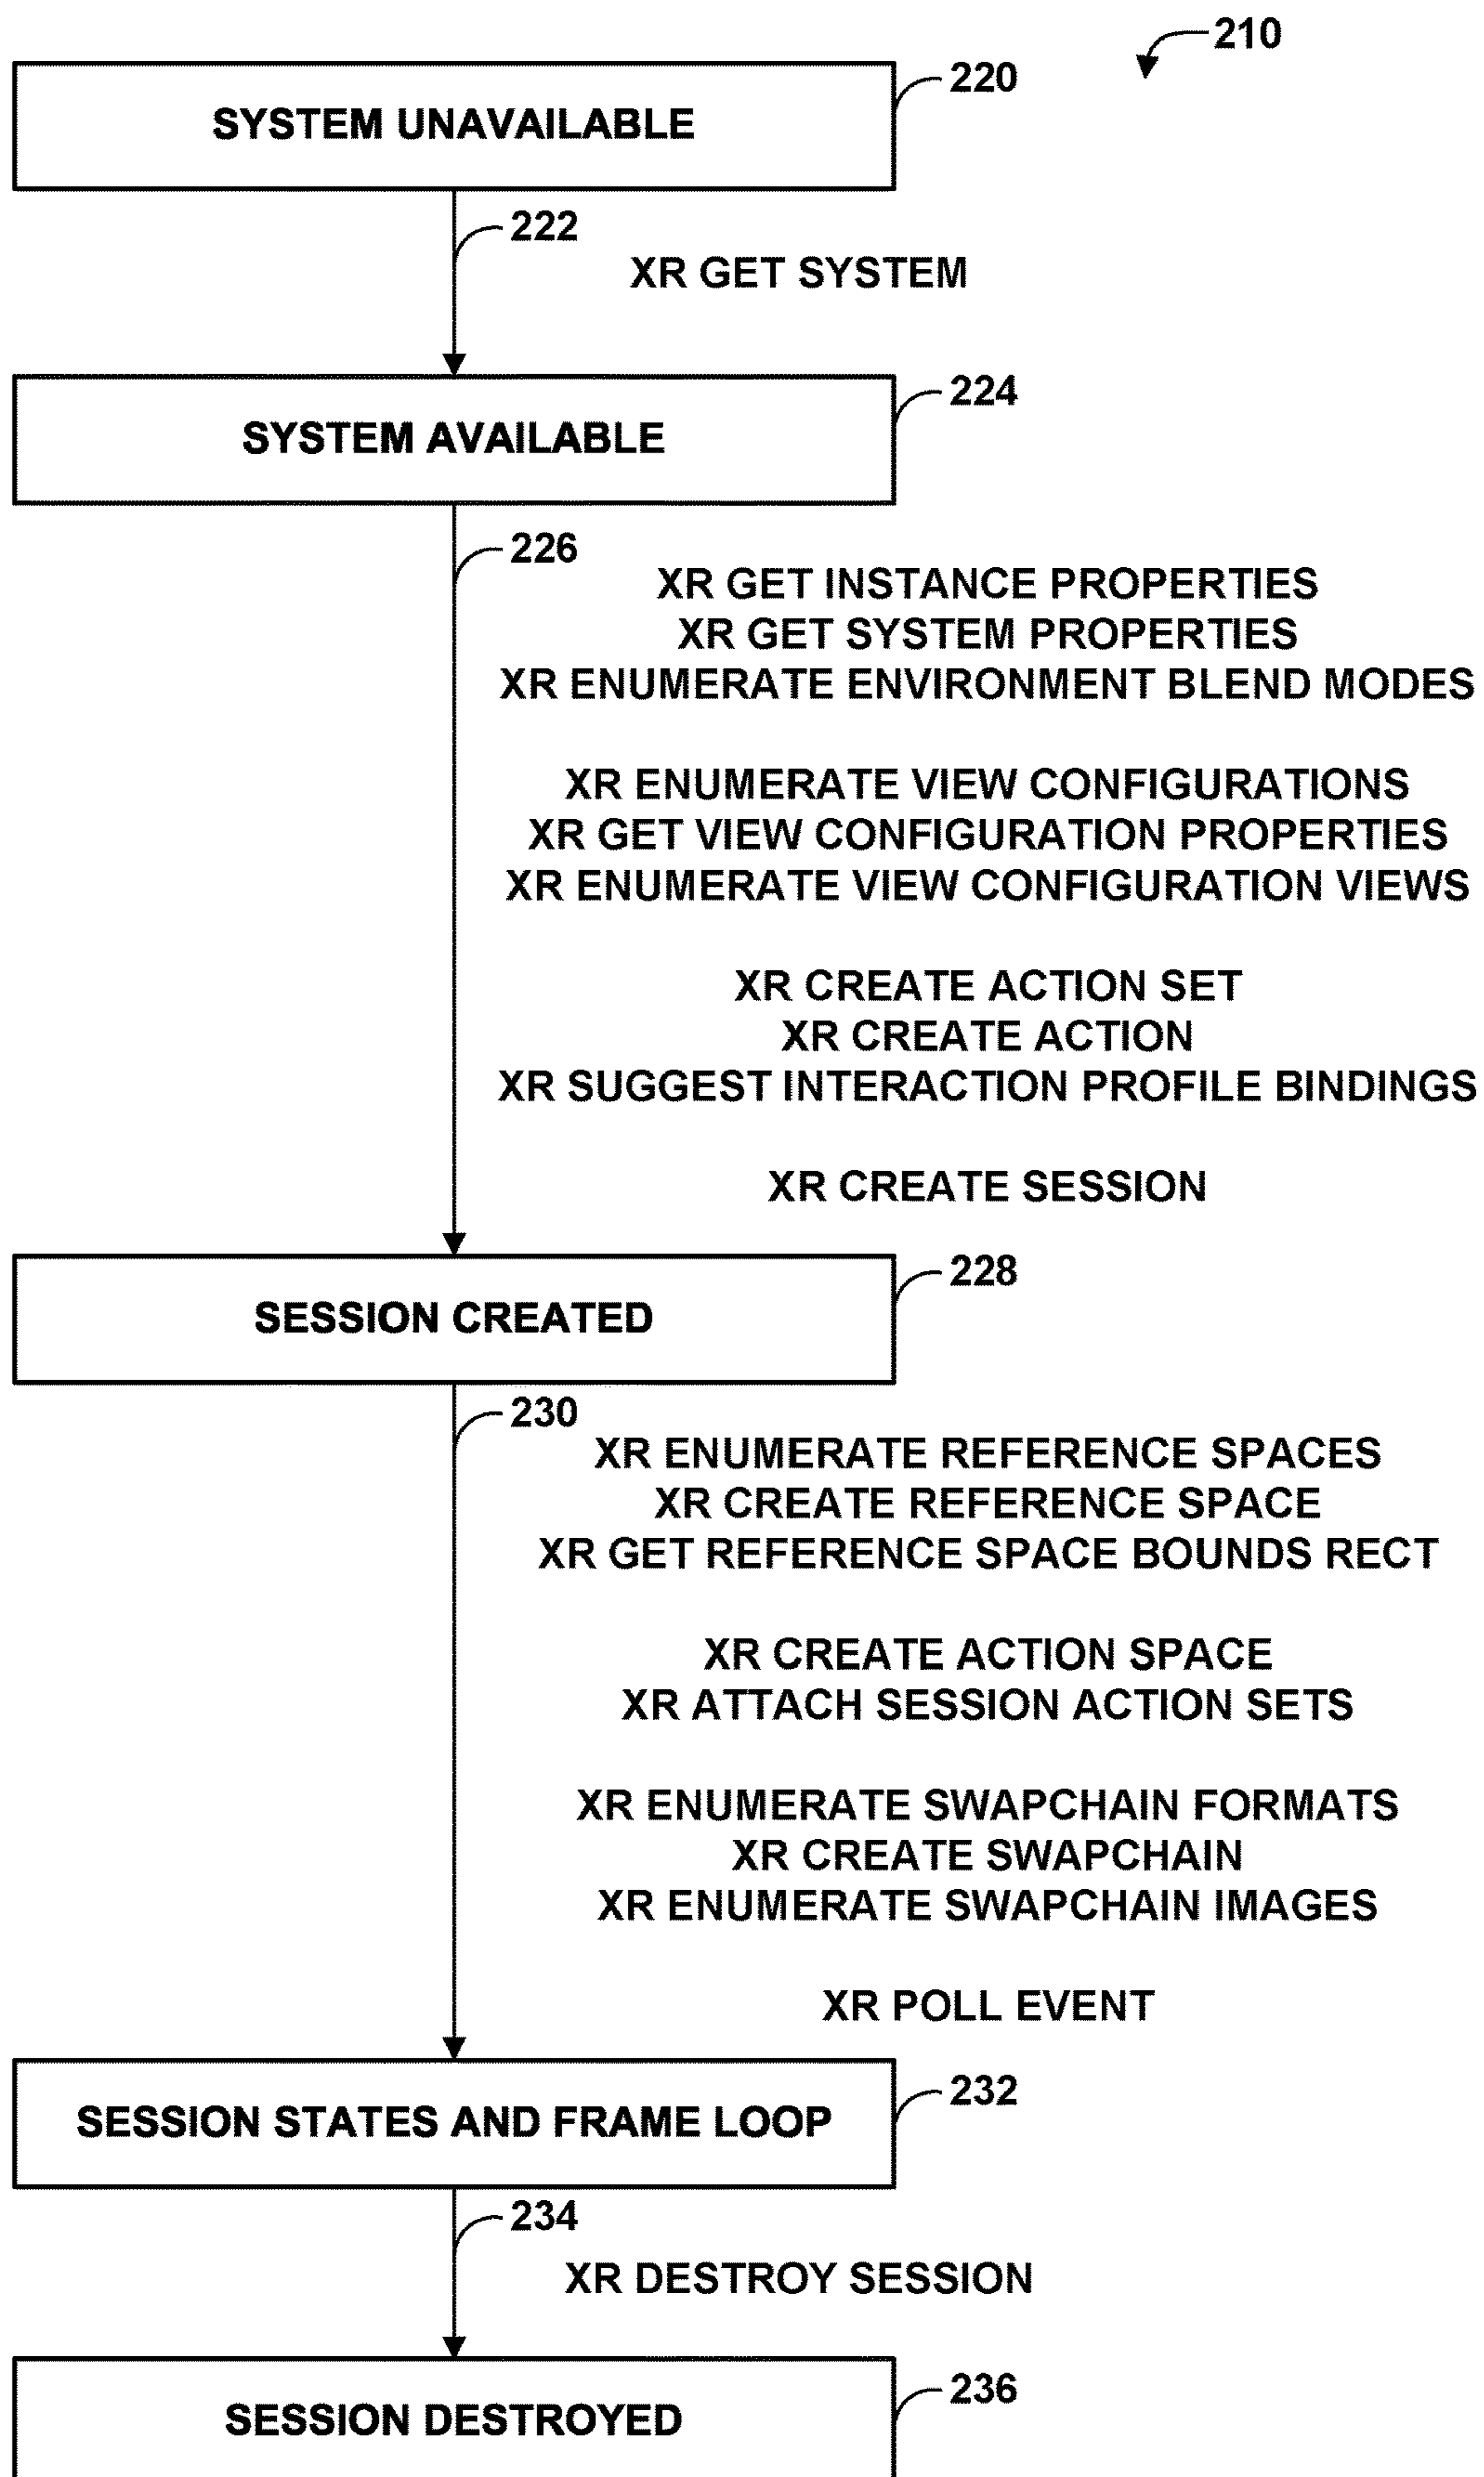 210
SYSTEM UNAVAILABLE
220
222
XR GET SYSTEM
SYSTEM AVAILABLE
224
226
XR GET INSTANCE PROPERTIES
XR GET SYSTEM PROPERTIES
XR ENUMERATE ENVIRONMENT BLEND MODES
XR ENUMERATE VIEW CONFIGURATIONS
XR GET VIEW CONFIGURATION PROPERTIES
XR ENUMERATE VIEW CONFIGURATION VIEWS
XR CREATE ACTION SET
XR CREATE ACTION
XR SUGGEST INTERACTION PROFILE BINDINGS
XR CREATE SESSION
SESSION CREATED
228
230
XR ENUMERATE REFERENCE SPACES
XR CREATE REFERENCE SPACE
XR GET REFERENCE SPACE BOUNDS RECT
XR CREATE ACTION SPACE
XR ATTACH SESSION ACTION SETS
XR ENUMERATE SWAPCHAIN FORMATS
XR CREATE SWAPCHAIN
XR ENUMERATE SWAPCHAIN IMAGES
XR POLL EVENT
SESSION STATES AND FRAME LOOP
232
234
XR DESTROY SESSION
SESSION DESTROYED
236